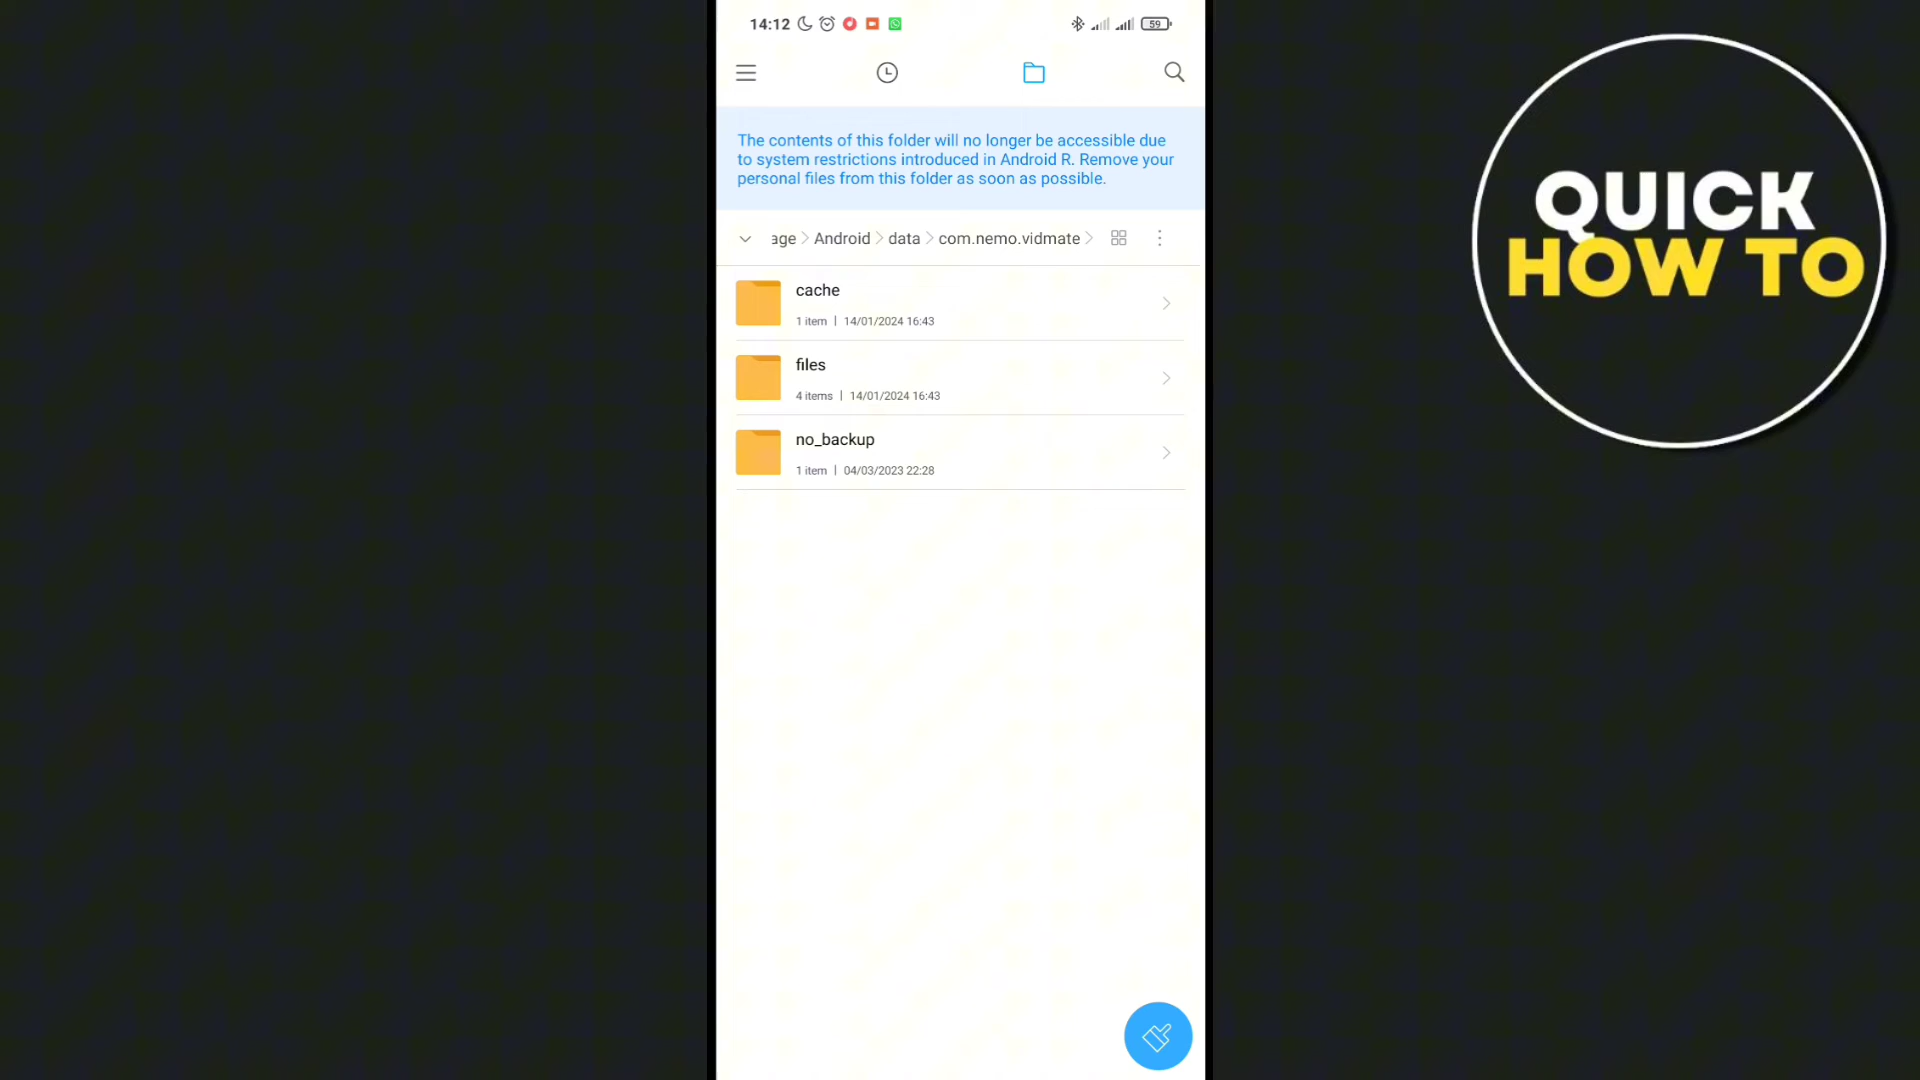 14:12
59
The contents of this folder will no longer be accessible due
to system restrictions introduced in Android R. Remove your
personal files from this folder as soon as possible.
age > Android > data > com.nemo.vidmate >
cache
1 item | 14/01/2024 16:43
files
4 items | 14/01/2024 16:43
no_backup
1 item | 04/03/2023 22:28
QUICK
HOW TO